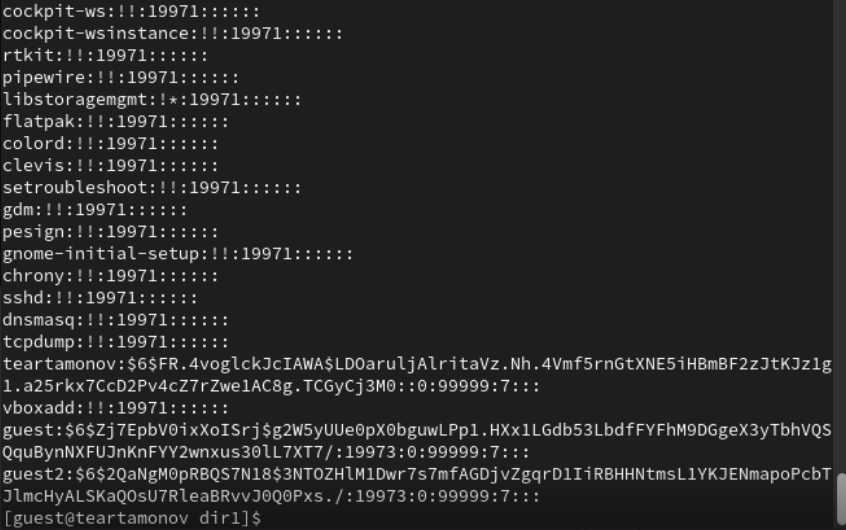 cockpit-ws:!!:19971::::::
cockpit-wsinstance:!!:19971::::::
rtkit:!!:19971::::::
pipewire:!!:19971::::::
libstoragemgmt:!*:19971::::::
flatpak:!!:19971::::::
colord:!!:19971::::::
clevis:!!:19971::::::
setroubleshoot:!!:19971::::::
gdm:!!:19971::::::
pesign:!!:19971::::::
gnome-initial-setup:!!:19971::::::
chrony:!!:19971::::::
sshd:!!:19971::::::
dnsmasq:!!:19971::::::
tcpdump:!!:19971::::::
teartamonov:$6$FR.4voglckJcIAWA$LDOaruljAlritaVz.Nh.4Vmf5rnGtXNE5iHBmBF2zJtKJz1g
1.a25rkx7CcD2Pv4cZ7rZwe1AC8g.TCGyCj3M0::0:99999:7:::
vboxadd:!!:19971::::::
guest:$6$Zj7EpbV0ixXoISrj$g2W5yUUe0pX0bguwLPp1.HXx1LGdb53LbdfFYFhM9DGgeX3yTbhVQS
QquBynNXFUJnKnFYY2wnxus30lL7XT7/:19973:0:99999:7:::
guest2:$6$2QaNgM0pRBQS7N18$3NTOZHlM1Dwr7s7mfAGDjvZgqrD1IiRBHHNtmsL1YKJENmapoPcbT
JlmcHyALSKaQOsU7RleaBRvvJ0Q0Pxs./:19973:0:99999:7:::
[guest@teartamonov dir1]$